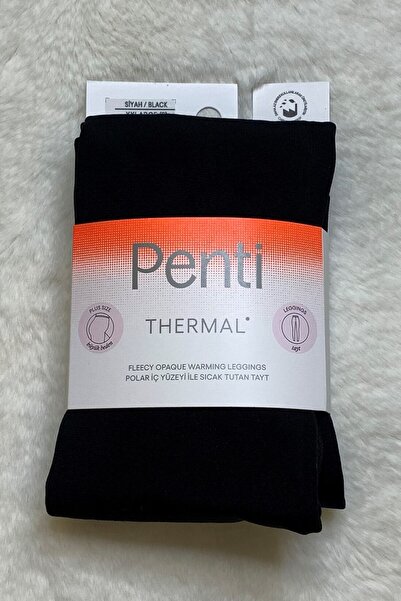 SİYAH / BLACK
Penti
PLUS SIZE
büyük beden
THERMAL
LEGGINGS
tayt
FLEECY OPAQUE WARMING LEGGINGS
POLAR İÇ YÜZEYİ İLE SICAK TUTAN TAYT